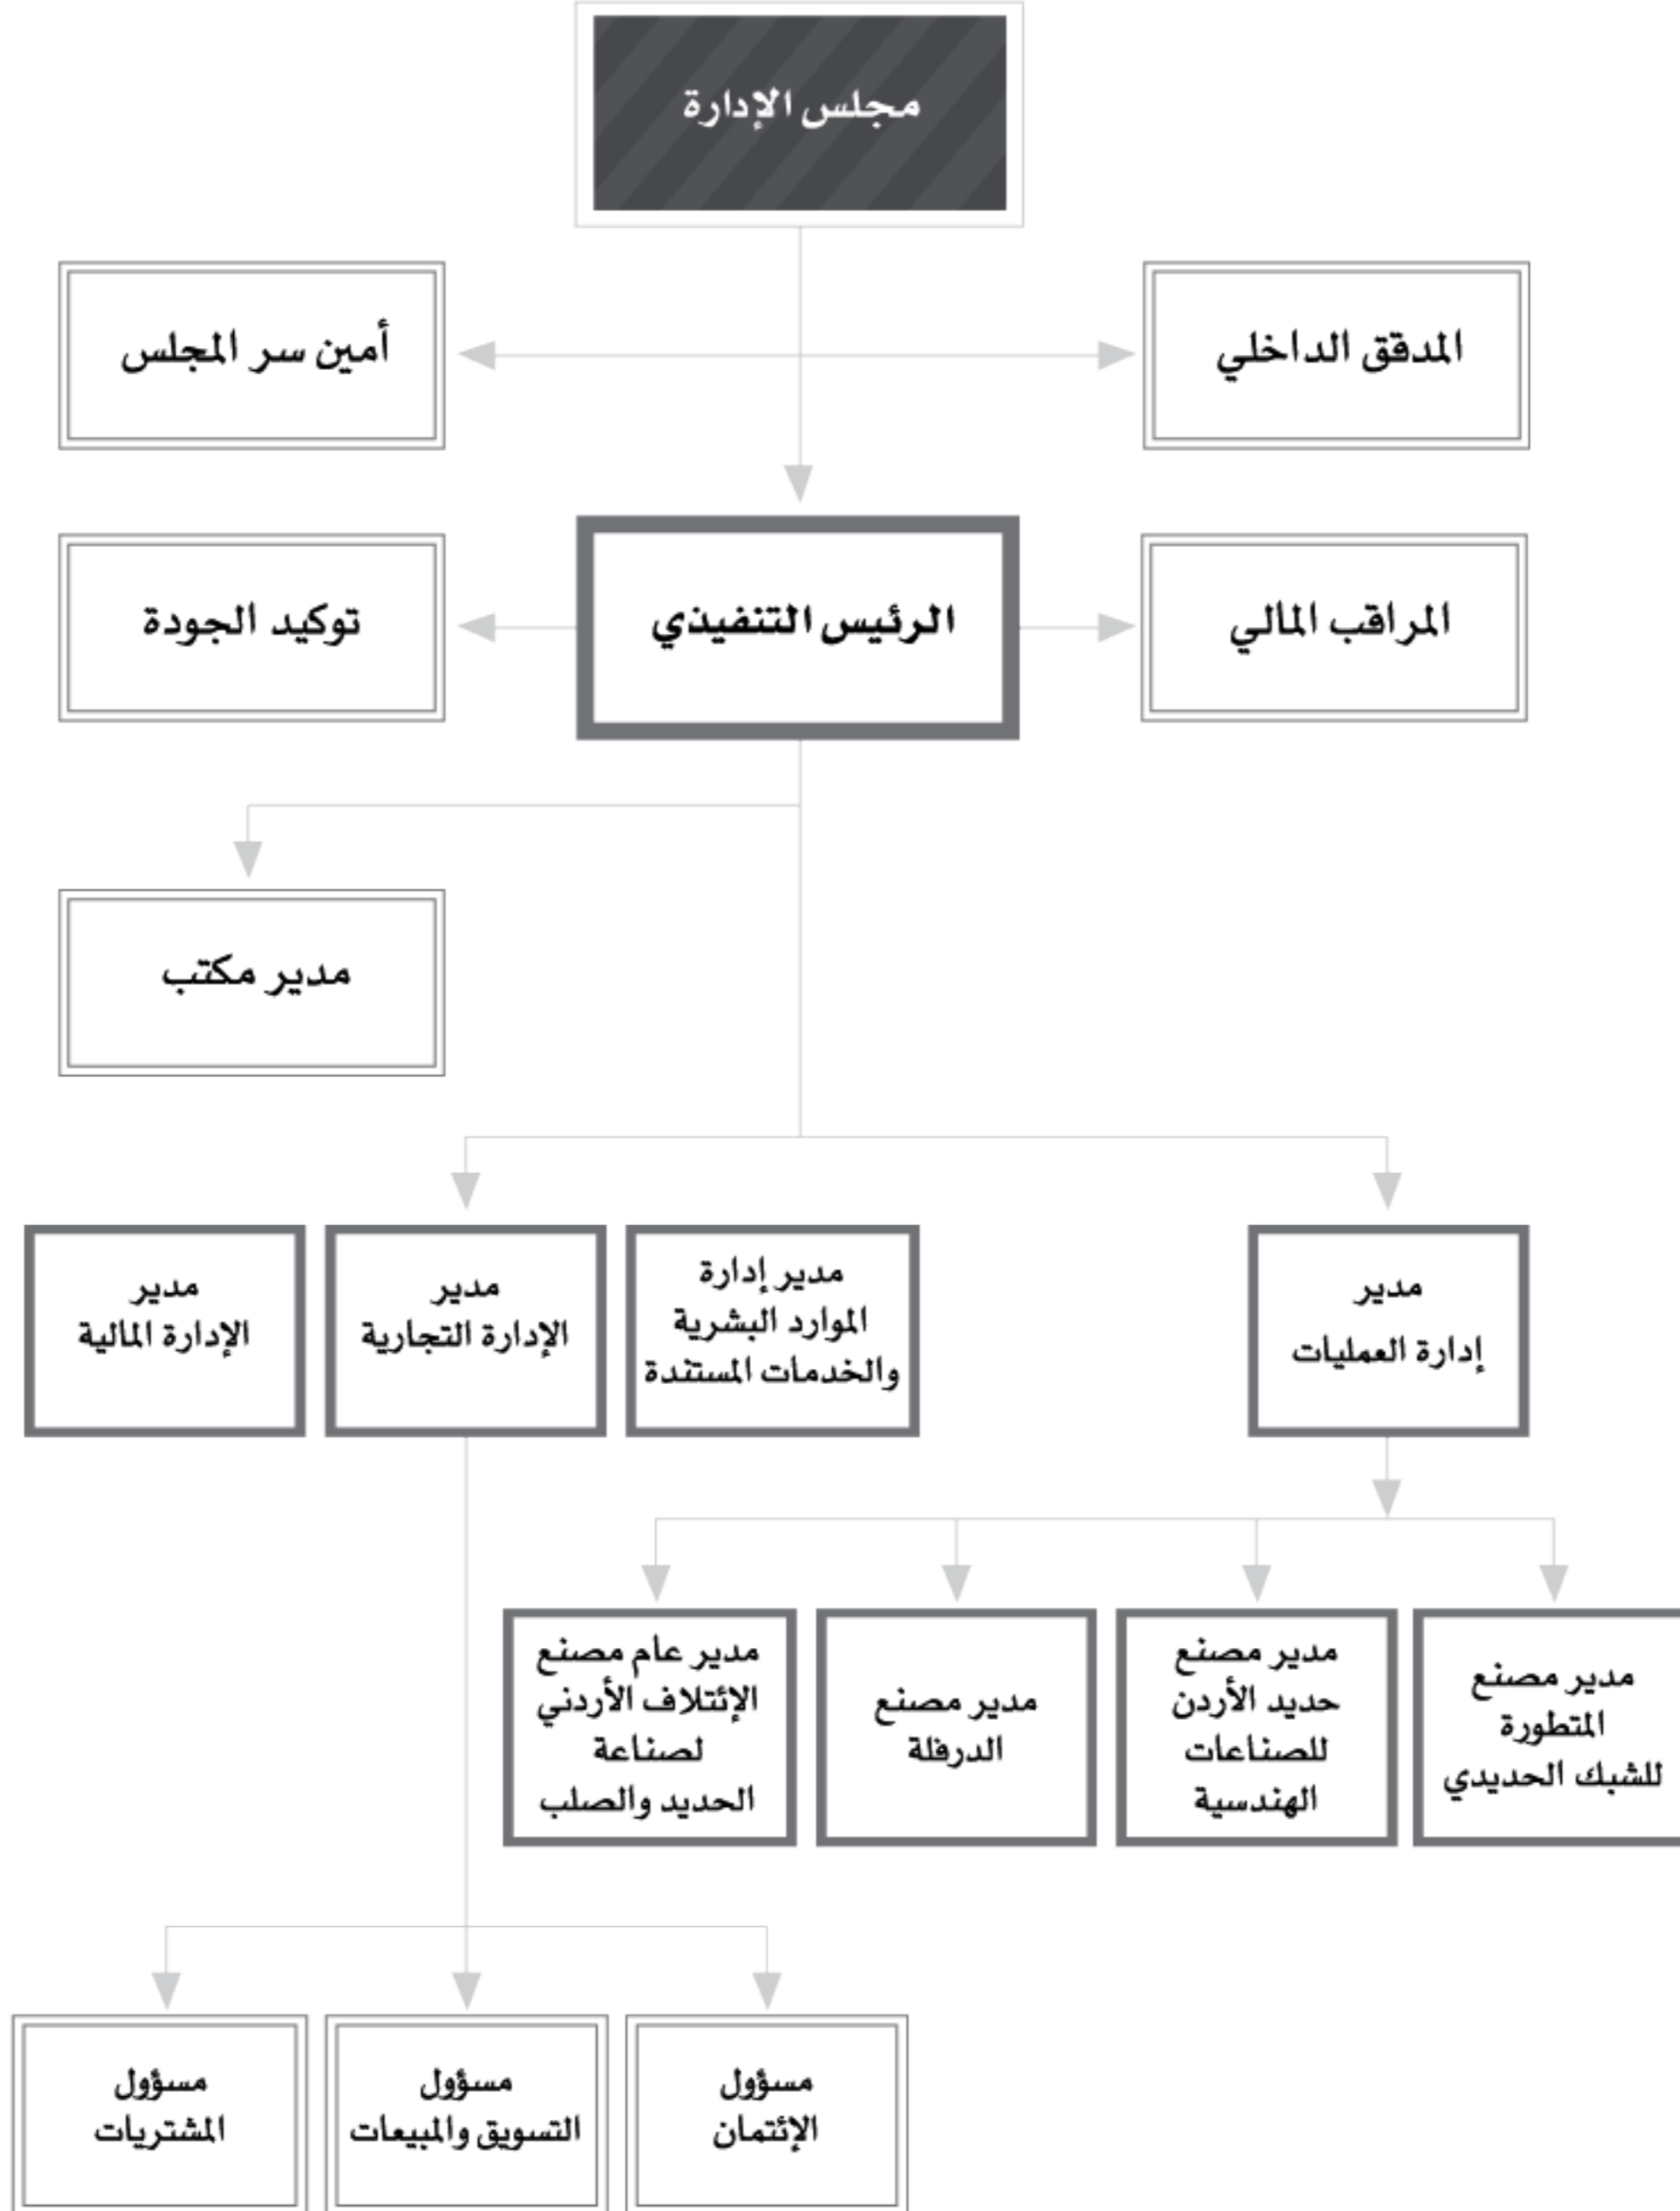 مجلس الإدارة
المدقق الداخلي
أمين سر المجلس
المراقب المالي
الرئيس التنفيذي
توكيد الجودة
مدير مكتب
مدير
إدارة العمليات
مدير إدارة
الموارد البشرية
والخدمات المستندة
مدير
الإدارة التجارية
مدير
الإدارة المالية
مدير مصنع
المتطورة
للشبك الحديدي
مدير مصنع
حديد الأردن
للصناعات
الهندسية
مدير مصنع
الدرفلة
مدير عام مصنع
الإئتلاف الأردني
لصناعة
الحديد والصلب
مسؤول
الإئتمان
مسؤول
التسويق والمبيعات
مسؤول
المشتريات